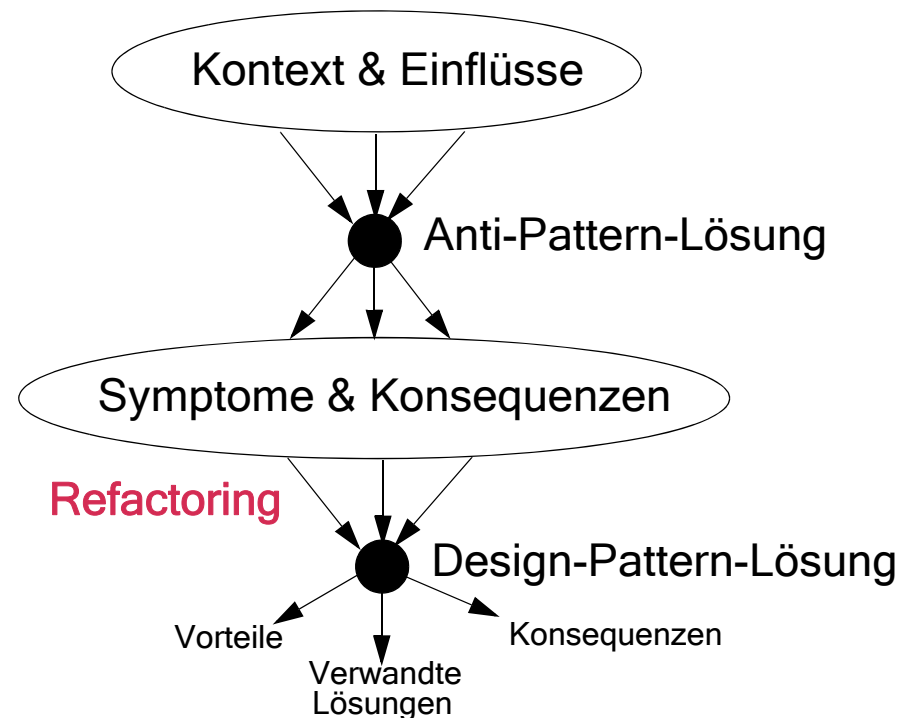 Kontext & Einflüsse
Anti-Pattern-Lösung
Symptome & Konsequenzen
Refactoring
Design-Pattern-Lösung
Vorteile
Konsequenzen
Verwandte
Lösungen